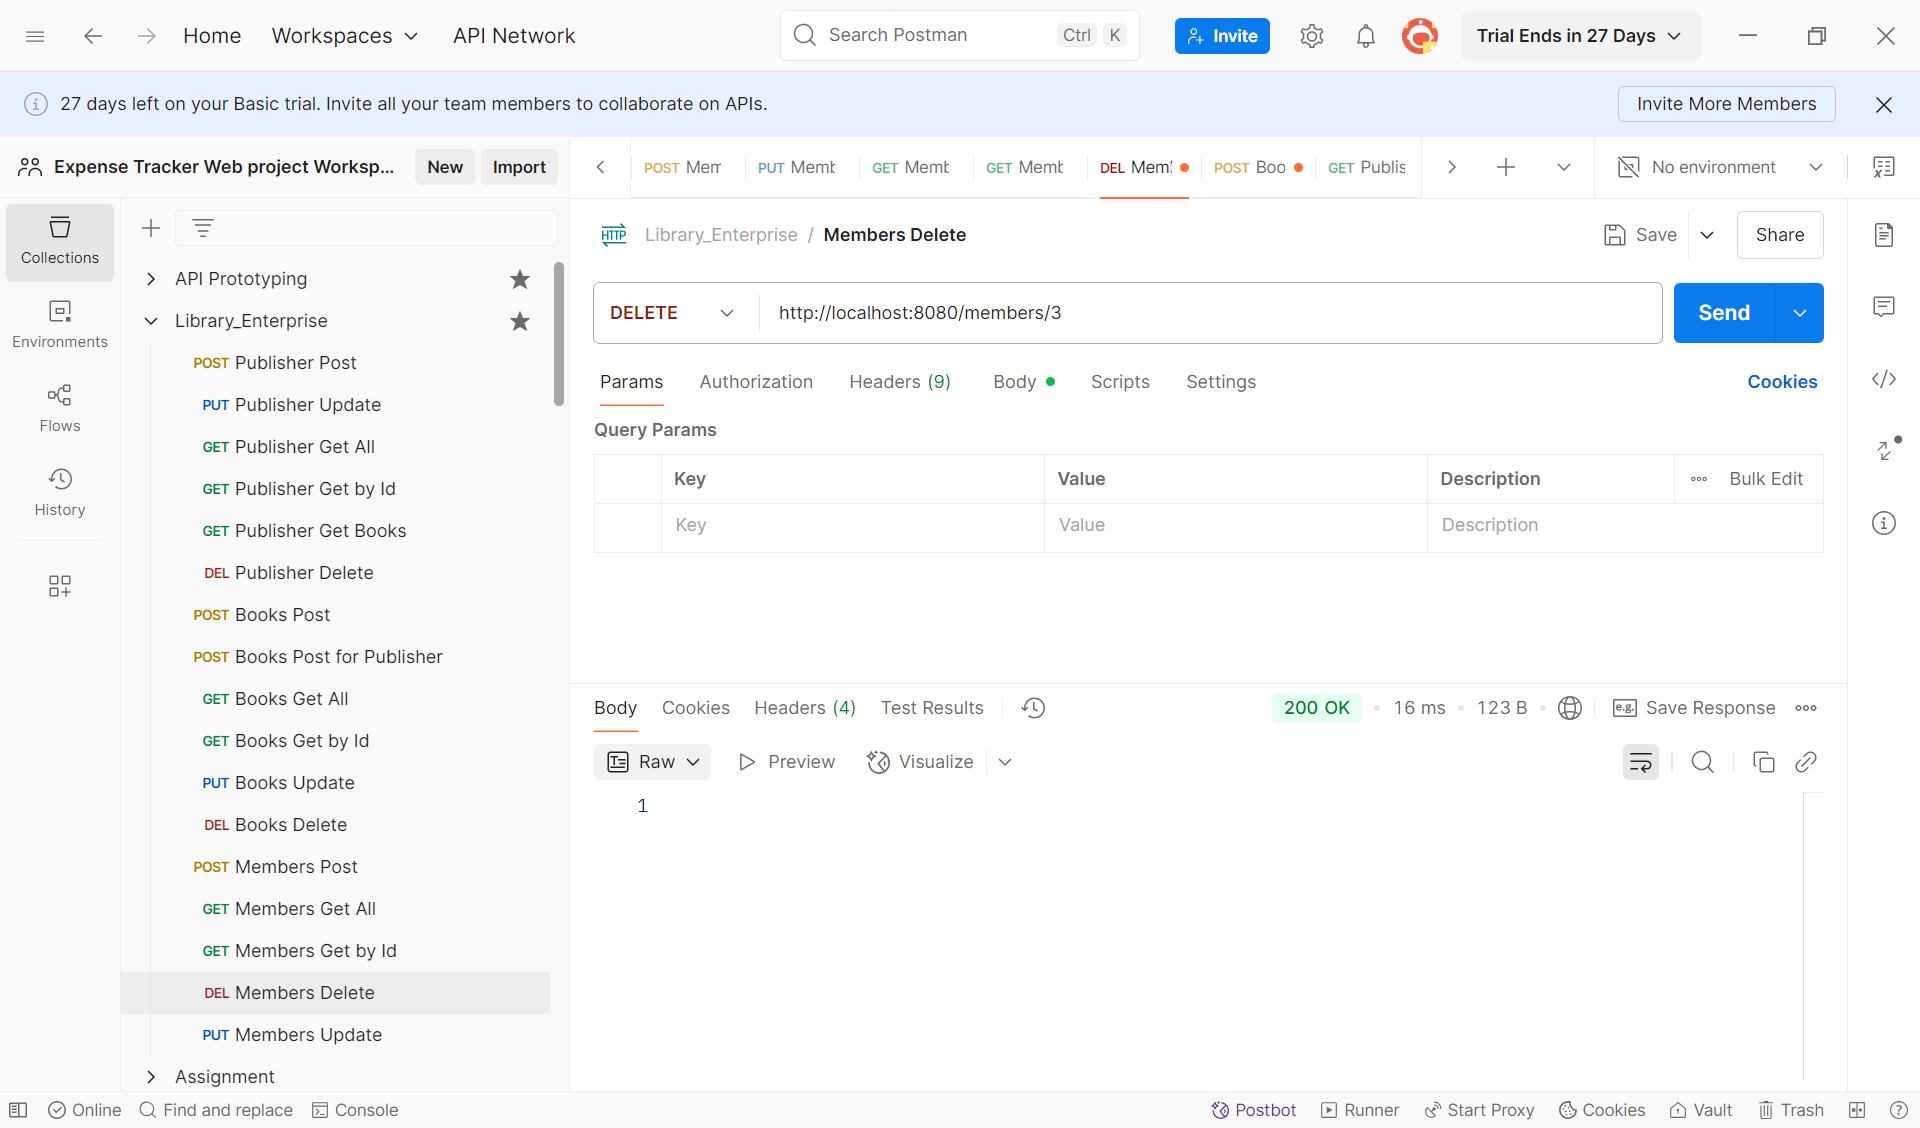 Home Workspaces API Network Search Postman Ctrl K Invite Trial Ends in 27 Days
27 days left on your Basic trial. Invite all your team members to collaborate on APIs. Invite More Members
Expense Tracker Web project Worksp... New Import
POST Mem PUT Memb GET Memb GET Memb DEL Meml POST Boo GET Publis No environment
Collections
Environments
Flows
History
API Prototyping
Library_Enterprise
POST Publisher Post
PUT Publisher Update
GET Publisher Get All
GET Publisher Get by Id
GET Publisher Get Books
DEL Publisher Delete
POST Books Post
POST Books Post for Publisher
GET Books Get All
GET Books Get by Id
PUT Books Update
DEL Books Delete
POST Members Post
GET Members Get All
GET Members Get by Id
DEL Members Delete
PUT Members Update
Assignment
HTTP Library_Enterprise / Members Delete Save Share
DELETE http://localhost:8080/members/3 Send
Params Authorization Headers (9) Body Scripts Settings Cookies
Query Params
Key Value Description Bulk Edit
Key Value Description
Body Cookies Headers (4) Test Results 200 OK • 16 ms • 123 B • e.g. Save Response
Raw Preview Visualize
1
Online Find and replace Console Postbot Runner Start Proxy Cookies Vault Trash